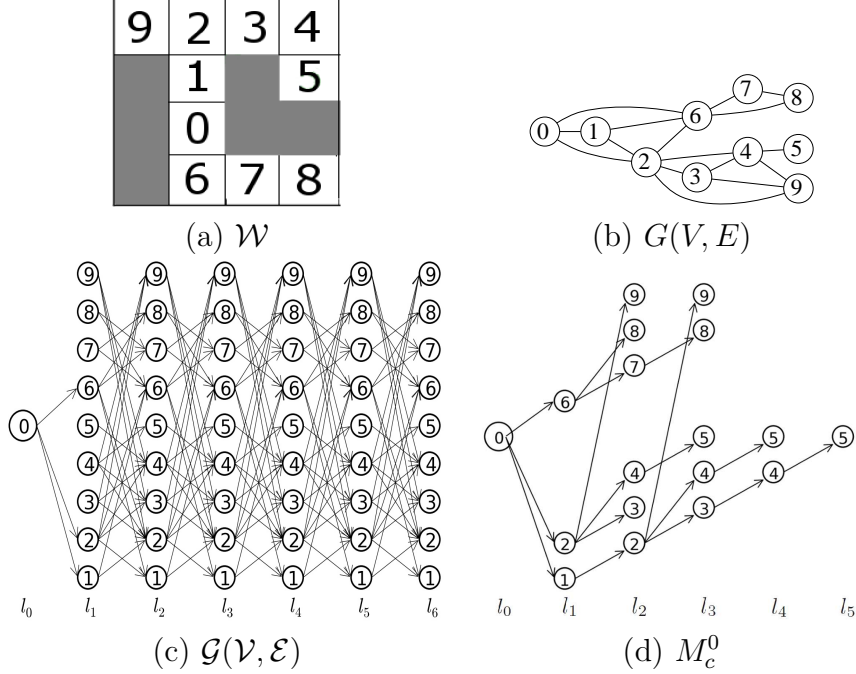 9 2 3 4
1 5
0
6 7 8
(a) 𝒲
7
8
6
0 1
2 4 5
3
9
(b) G(V, E)
9 9 9 9 9 9
8 8 8 8 8 8
7 7 7 7 7 7
6 6 6 6 6 6
0
5 5 5 5 5 5
4 4 4 4 4 4
3 3 3 3 3 3
2 2 2 2 2 2
1 1 1 1 1 1
l₀ l₁ l₂ l₃ l₄ l₅ l₆
(c) 𝒢(𝒱, ℰ)
9 9
8 8
7
6
0 5 5 5
4 4 4
3 3
2 2
1
l₀ l₁ l₂ l₃ l₄ l₅
(d) M_c^0